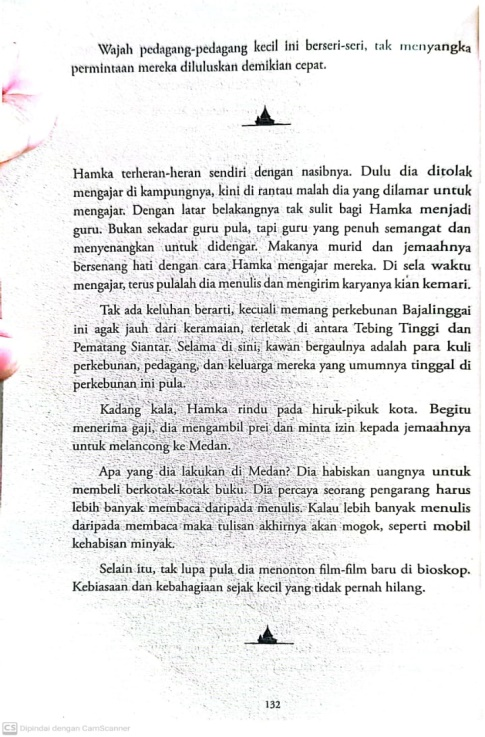 Wajah pedagang-pedagang kecil ini berseri-seri, tak menyangka
permintaan mereka diluluskan demikian cepat.
Hamka terheran-heran sendiri dengan nasibnya. Dulu dia ditolak
mengajar di kampungnya, kini di rantau malah dia yang dilamar untuk
mengajar. Dengan latar belakangnya tak sulit bagi Hamka menjadi
guru. Bukan sekadar guru pula, tapi guru yang penuh semangat dan
menyenangkan untuk didengar. Makanya murid dan jemaahnya
bersenang hati dengan cara Hamka mengajar mereka. Di sela waktu
mengajar, terus pulalah dia menulis dan mengirim karyanya kian kemari.
Tak ada keluhan berarti, kecuali memang perkebunan Bajalinggai
ini agak jauh dari keramaian, terletak di antara Tebing Tinggi dan
Pematang Siantar. Selama di sini, kawan bergaulnya adalah para kuli
perkebunan, pedagang, dan keluarga mereka yang umumnya tinggal di
perkebunan ini pula.
Kadang kala, Hamka rindu pada hiruk-pikuk kota. Begitu
menerima gaji, dia mengambil prei dan minta izin kepada jemaahnya
untuk melancong ke Medan.
Apa yang dia lakukan di Medan? Dia habiskan uangnya untuk
membeli berkotak-kotak buku. Dia percaya seorang pengarang harus
lebih banyak membaca daripada menulis. Kalau lebih banyak menulis
daripada membaca maka tulisan akhirnya akan mogok, seperti mobil
kehabisan minyak.
Selain itu, tak lupa pula dia menonton film-film baru di bioskop.
Kebiasaan dan kebahagiaan sejak kecil yang tidak pernah hilang.
132
CS Dipindai dengan CamScanner